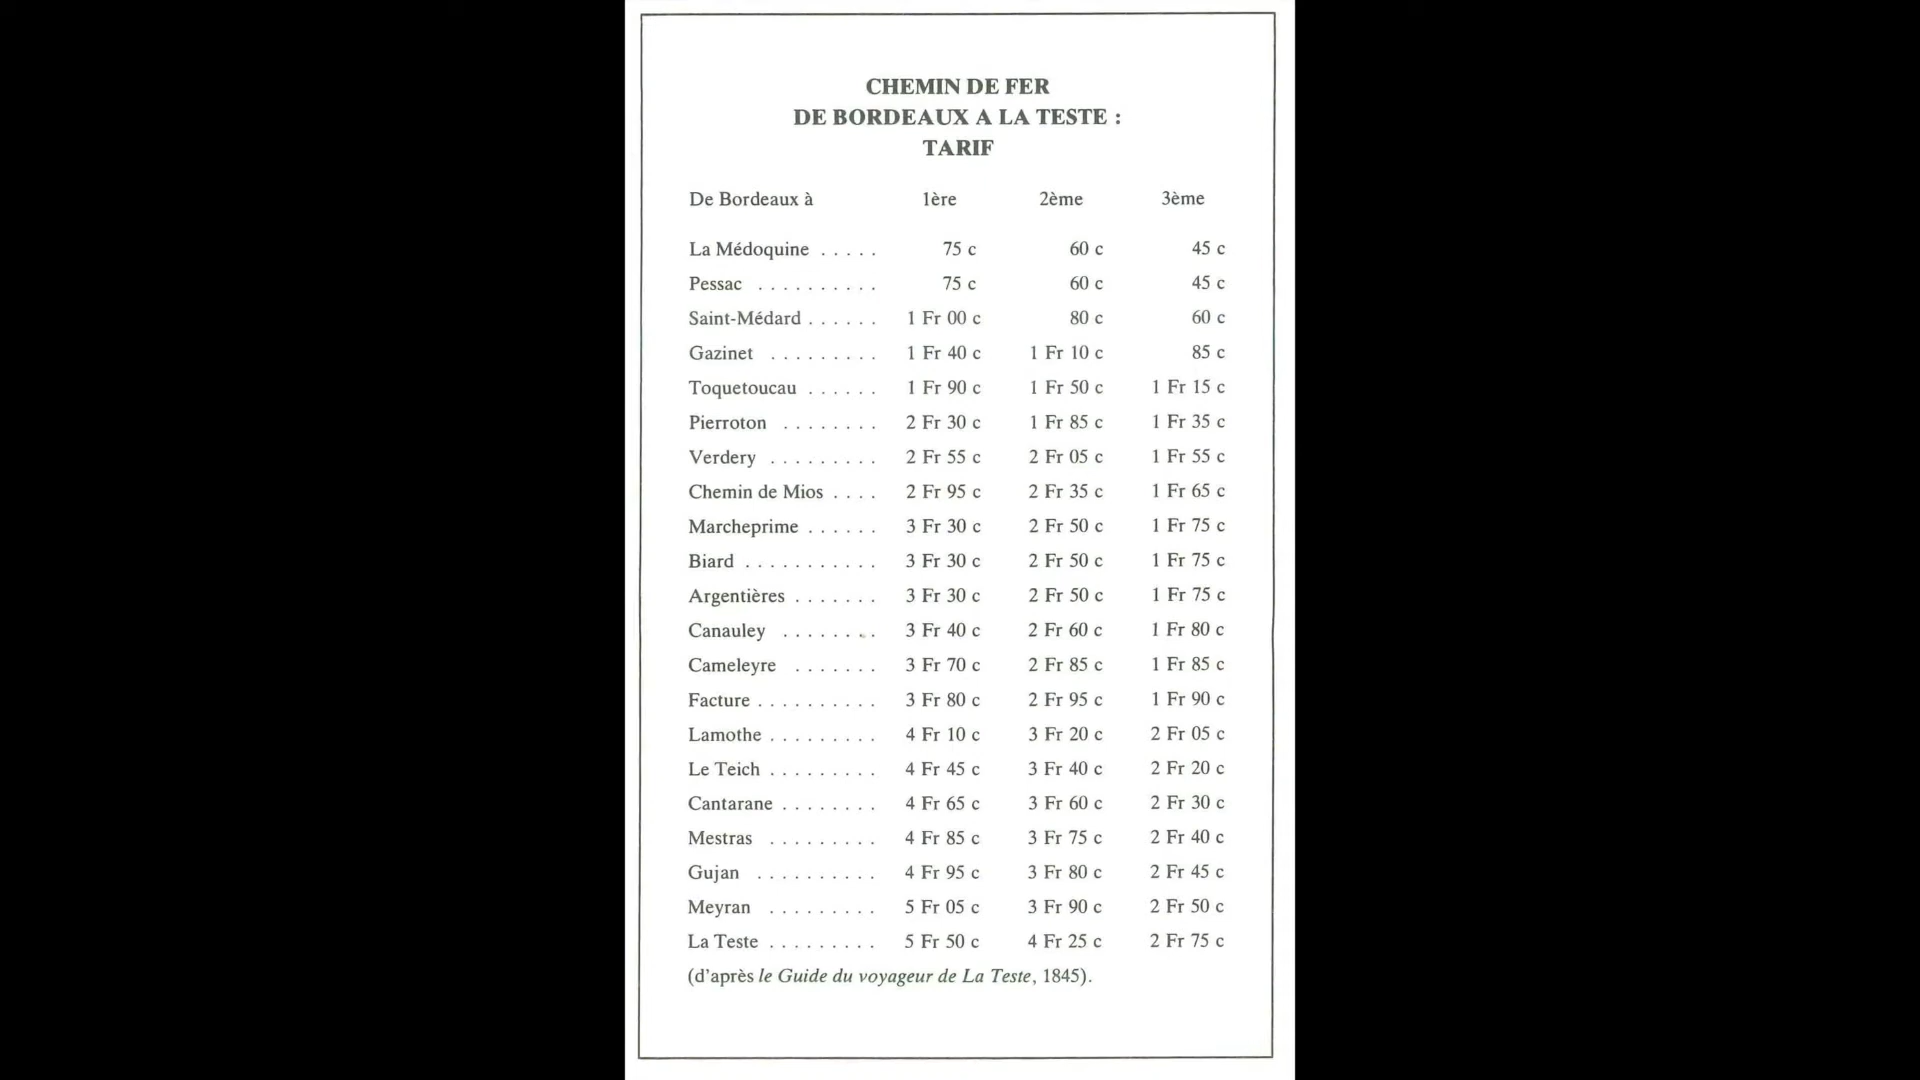 CHEMIN DE FER
DE BORDEAUX A LA TESTE :
TARIF
De Bordeaux à 1ère 2ème 3ème
La Médoquine ..... 75 c 60 c 45 c
Pessac .......... 75 c 60 c 45 c
Saint-Médard ...... 1 Fr 00 c 80 c 60 c
Gazinet ......... 1 Fr 40 c 1 Fr 10 c 85 c
Toquetoucau ...... 1 Fr 90 c 1 Fr 50 c 1 Fr 15 c
Pierroton ........ 2 Fr 30 c 1 Fr 85 c 1 Fr 35 c
Verdery ......... 2 Fr 55 c 2 Fr 05 c 1 Fr 55 c
Chemin de Mios .... 2 Fr 95 c 2 Fr 35 c 1 Fr 65 c
Marcheprime ...... 3 Fr 30 c 2 Fr 50 c 1 Fr 75 c
Biard ........... 3 Fr 30 c 2 Fr 50 c 1 Fr 75 c
Argentières ....... 3 Fr 30 c 2 Fr 50 c 1 Fr 75 c
Canauley ........ 3 Fr 40 c 2 Fr 60 c 1 Fr 80 c
Cameleyre ....... 3 Fr 70 c 2 Fr 85 c 1 Fr 85 c
Facture .......... 3 Fr 80 c 2 Fr 95 c 1 Fr 90 c
Lamothe ......... 4 Fr 10 c 3 Fr 20 c 2 Fr 05 c
Le Teich ......... 4 Fr 45 c 3 Fr 40 c 2 Fr 20 c
Cantarane ........ 4 Fr 65 c 3 Fr 60 c 2 Fr 30 c
Mestras ......... 4 Fr 85 c 3 Fr 75 c 2 Fr 40 c
Gujan .......... 4 Fr 95 c 3 Fr 80 c 2 Fr 45 c
Meyran ......... 5 Fr 05 c 3 Fr 90 c 2 Fr 50 c
La Teste ......... 5 Fr 50 c 4 Fr 25 c 2 Fr 75 c
(d'après le Guide du voyageur de La Teste, 1845).